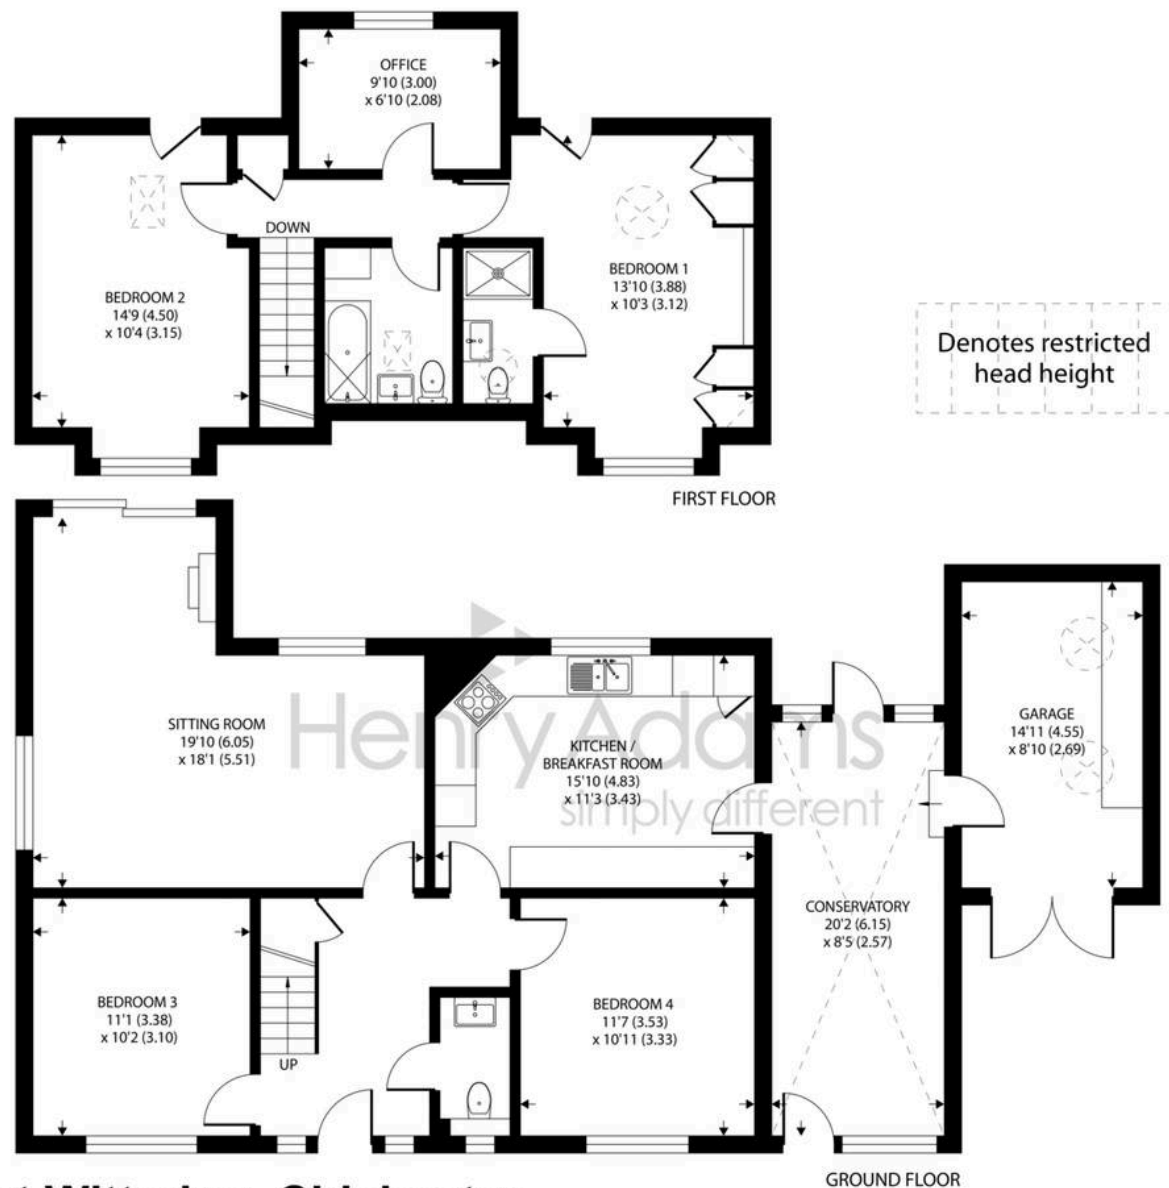 OFFICE
9'10 (3.00)
x 6'10 (2.08)
DOWN
BEDROOM 2
14'9 (4.50)
x 10'4 (3.15)
BEDROOM 1
13'10 (3.88)
x 10'3 (3.12)
Denotes restricted
head height
FIRST FLOOR
SITTING ROOM
19'10 (6.05)
x 18'1 (5.51)
Henry Adams
simply different
KITCHEN /
BREAKFAST ROOM
15'10 (4.83)
x 11'3 (3.43)
GARAGE
14'11 (4.55)
x 8'10 (2.69)
CONSERVATORY
20'2 (6.15)
x 8'5 (2.57)
BEDROOM 3
11'1 (3.38)
x 10'2 (3.10)
UP
BEDROOM 4
11'7 (3.53)
x 10'11 (3.33)
GROUND FLOOR